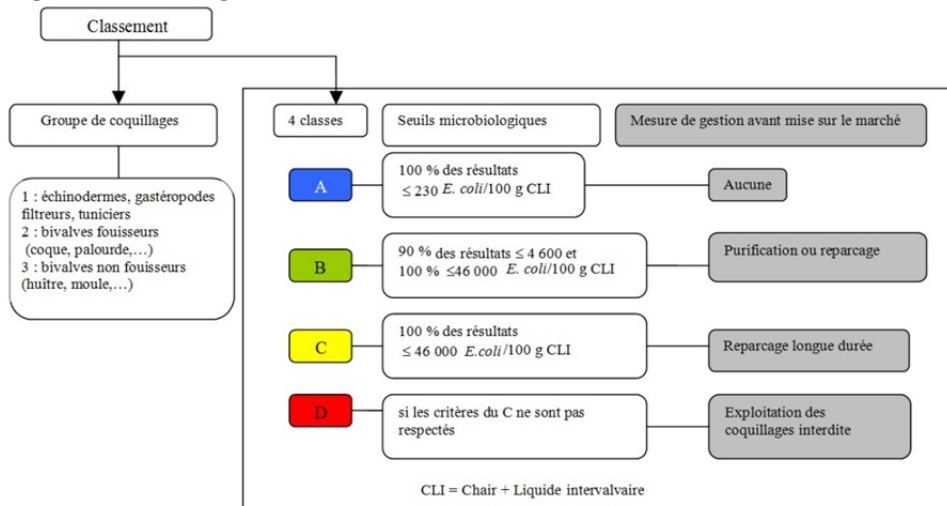 Classement
Groupe de coquillages
1 : échinodermes, gastéropodes
filtreurs, tuniciers
2 : bivalves fouisseurs
(coque, palourde,…)
3 : bivalves non fouisseurs
(huître, moule,…)
4 classes
Seuils microbiologiques
Mesure de gestion avant mise sur le marché
A
100 % des résultats
≤ 230 E. coli/100 g CLI
Aucune
B
90 % des résultats ≤ 4 600 et
100 % ≤46 000 E. coli/100 g CLI
Purification ou reparcage
C
100 % des résultats
≤ 46 000 E.coli/100 g CLI
Reparcage longue durée
D
si les critères du C ne sont pas
respectés
Exploitation des
coquillages interdite
CLI = Chair + Liquide intervalvaire